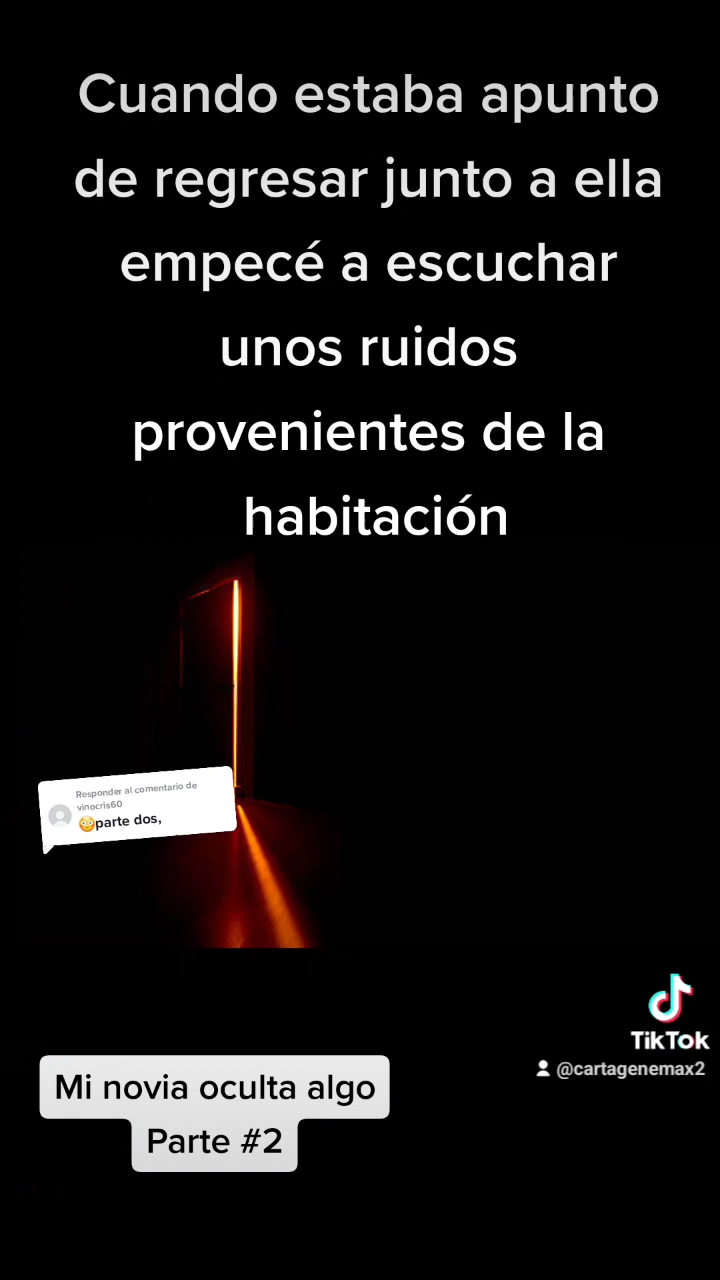 Cuando estaba apunto
de regresar junto a ella
empecé a escuchar
unos ruidos
provenientes de la
habitación
Responder al comentario de
vinocris60
😳parte dos,
TikTok
@cartagenemax2
Mi novia oculta algo
Parte #2